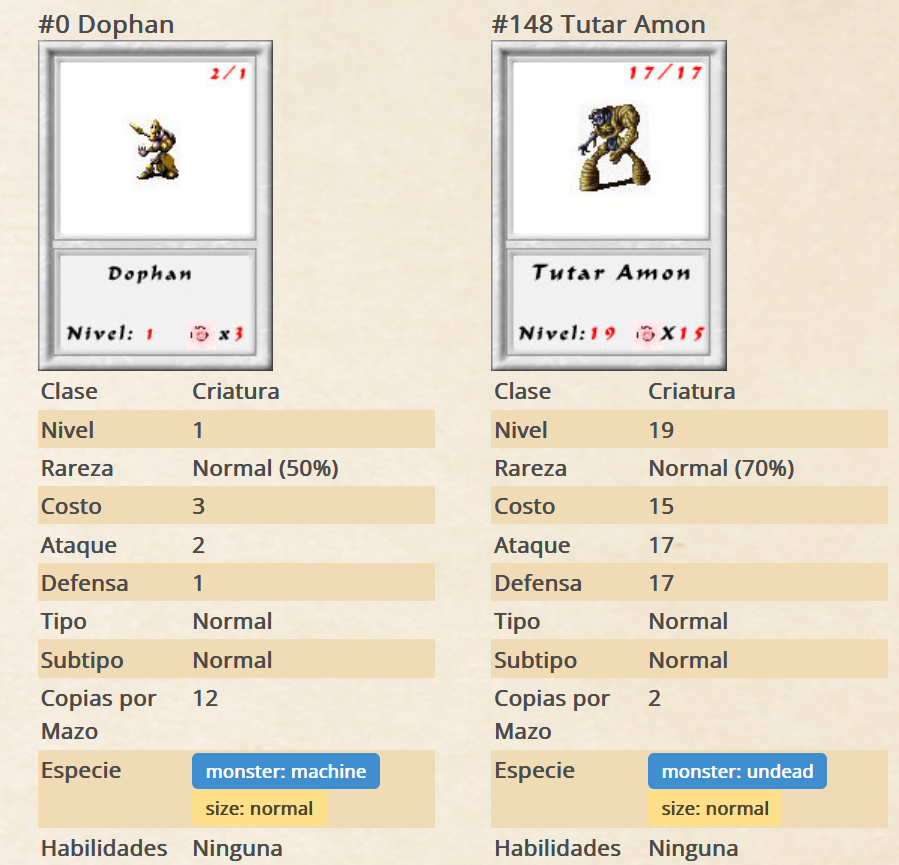 #0 Dophan
2/1
Dophan
Nivel: 1 x3
Clase Criatura
Nivel 1
Rareza Normal (50%)
Costo 3
Ataque 2
Defensa 1
Tipo Normal
Subtipo Normal
Copias por 12
Mazo
Especie monster: machine
size: normal
Habilidades Ninguna
#148 Tutar Amon
17/17
Tutar Amon
Nivel:19 X15
Clase Criatura
Nivel 19
Rareza Normal (70%)
Costo 15
Ataque 17
Defensa 17
Tipo Normal
Subtipo Normal
Copias por 2
Mazo
Especie monster: undead
size: normal
Habilidades Ninguna